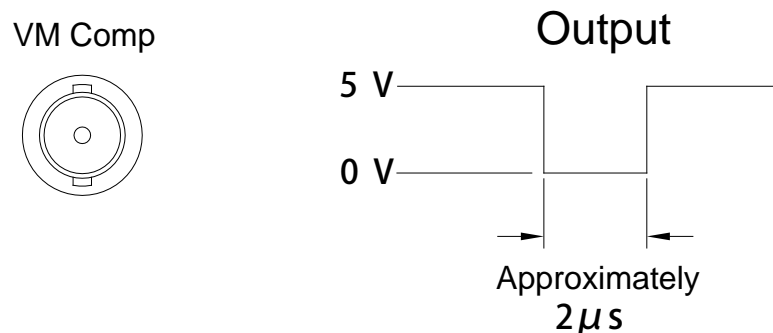 VM Comp
Output
5 V
0 V
Approximately
2μs